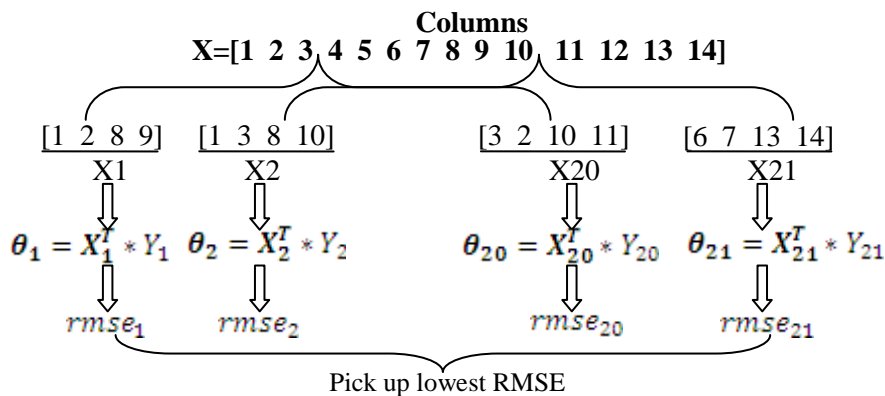 Columns
X=[1 2 3 4 5 6 7 8 9 10 11 12 13 14]
[1 2 8 9] [1 3 8 10] [3 2 10 11] [6 7 13 14]
X1 X2 X20 X21
θ₁ = X₁ᵀ * Y₁ θ₂ = X₂ᵀ * Y₂ θ₂₀ = X₂₀ᵀ * Y₂₀ θ₂₁ = X₂₁ᵀ * Y₂₁
rmse₁ rmse₂ rmse₂₀ rmse₂₁
Pick up lowest RMSE